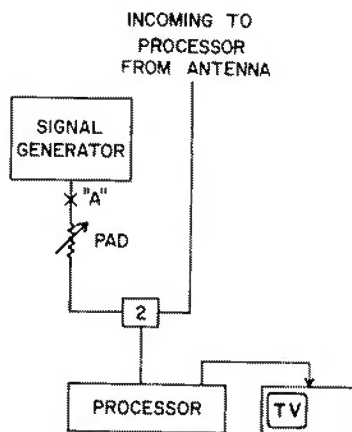 INCOMING TO
PROCESSOR
FROM ANTENNA
SIGNAL
GENERATOR
"A"
PAD
2
PROCESSOR
TV